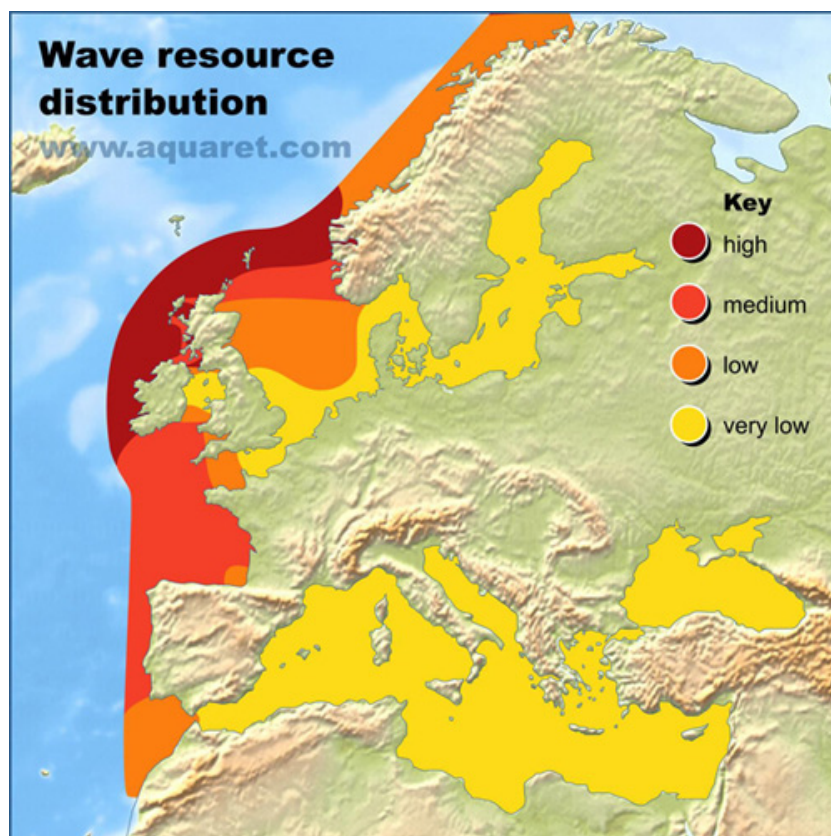 Wave resource
distribution
www.aquaret.com
Key
high
medium
low
very low